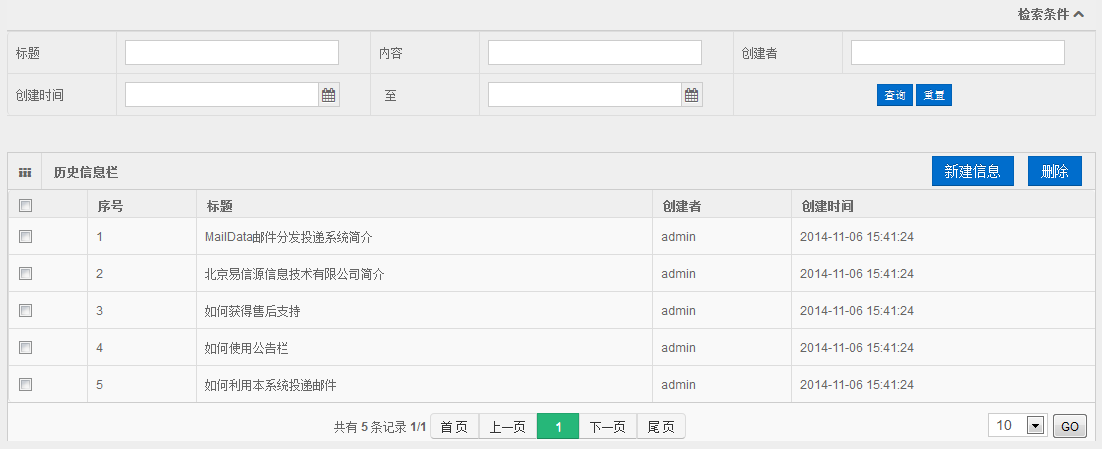 检索条件
标题 内容 创建者
创建时间 至 查询 重置
历史信息栏 新建信息 删除
序号 标题 创建者 创建时间
1 MailData邮件分发投递系统简介 admin 2014-11-06 15:41:24
2 北京易信源信息技术有限公司简介 admin 2014-11-06 15:41:24
3 如何获得售后支持 admin 2014-11-06 15:41:24
4 如何使用公告栏 admin 2014-11-06 15:41:24
5 如何利用本系统投递邮件 admin 2014-11-06 15:41:24
共有 5 条记录 1/1 首页 上一页 1 下一页 尾页 10 GO